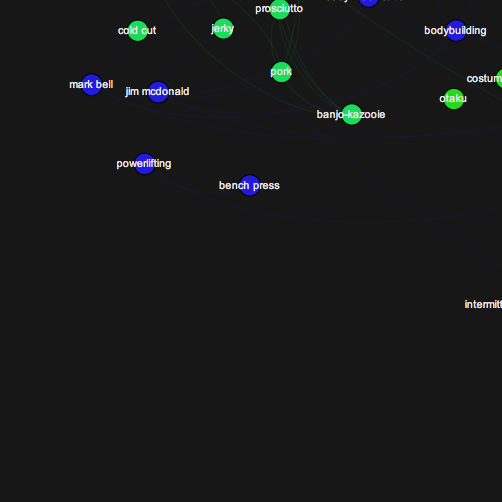 prosciutto
cold cut
jerky
bodybuilding
pork
costum
mark bell
jim mcdonald
otaku
banjo-kazooie
powerlifting
bench press
intermitt